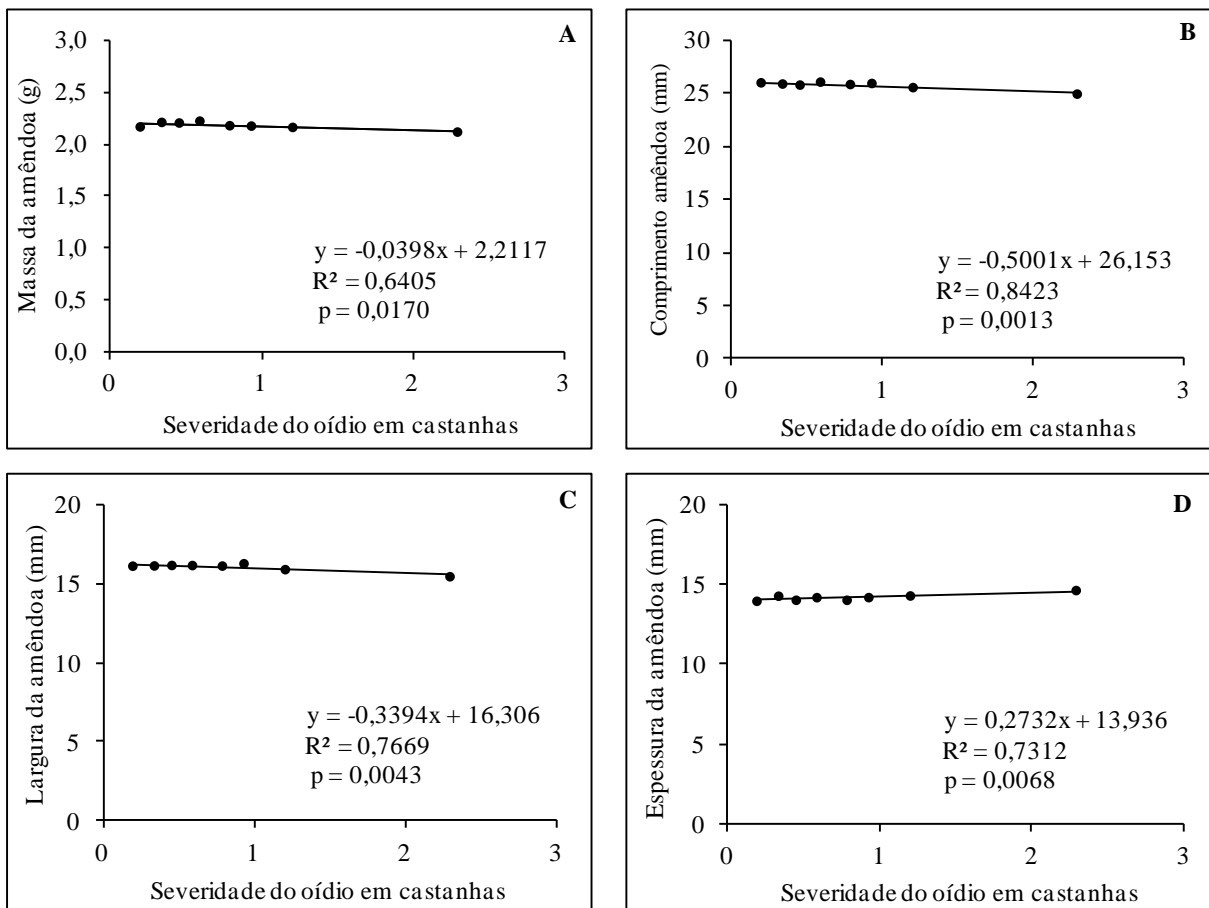 A
Massa da amêndoa (g)
3,0
2,5
2,0
1,5
1,0
0,5
0,0
y = -0,0398x + 2,2117
R² = 0,6405
p = 0,0170
0 1 2 3
Severidade do oídio em castanhas
B
Comprimento amêndoa (mm)
30
25
20
15
10
5
0
y = -0,5001x + 26,153
R² = 0,8423
p = 0,0013
0 1 2 3
Severidade do oídio em castanhas
C
Largura da amêndoa (mm)
20
15
10
5
0
y = -0,3394x + 16,306
R² = 0,7669
p = 0,0043
0 1 2 3
Severidade do oídio em castanhas
D
Espessura da amêndoa (mm)
20
15
10
5
0
y = 0,2732x + 13,936
R² = 0,7312
p = 0,0068
0 1 2 3
Severidade do oídio em castanhas